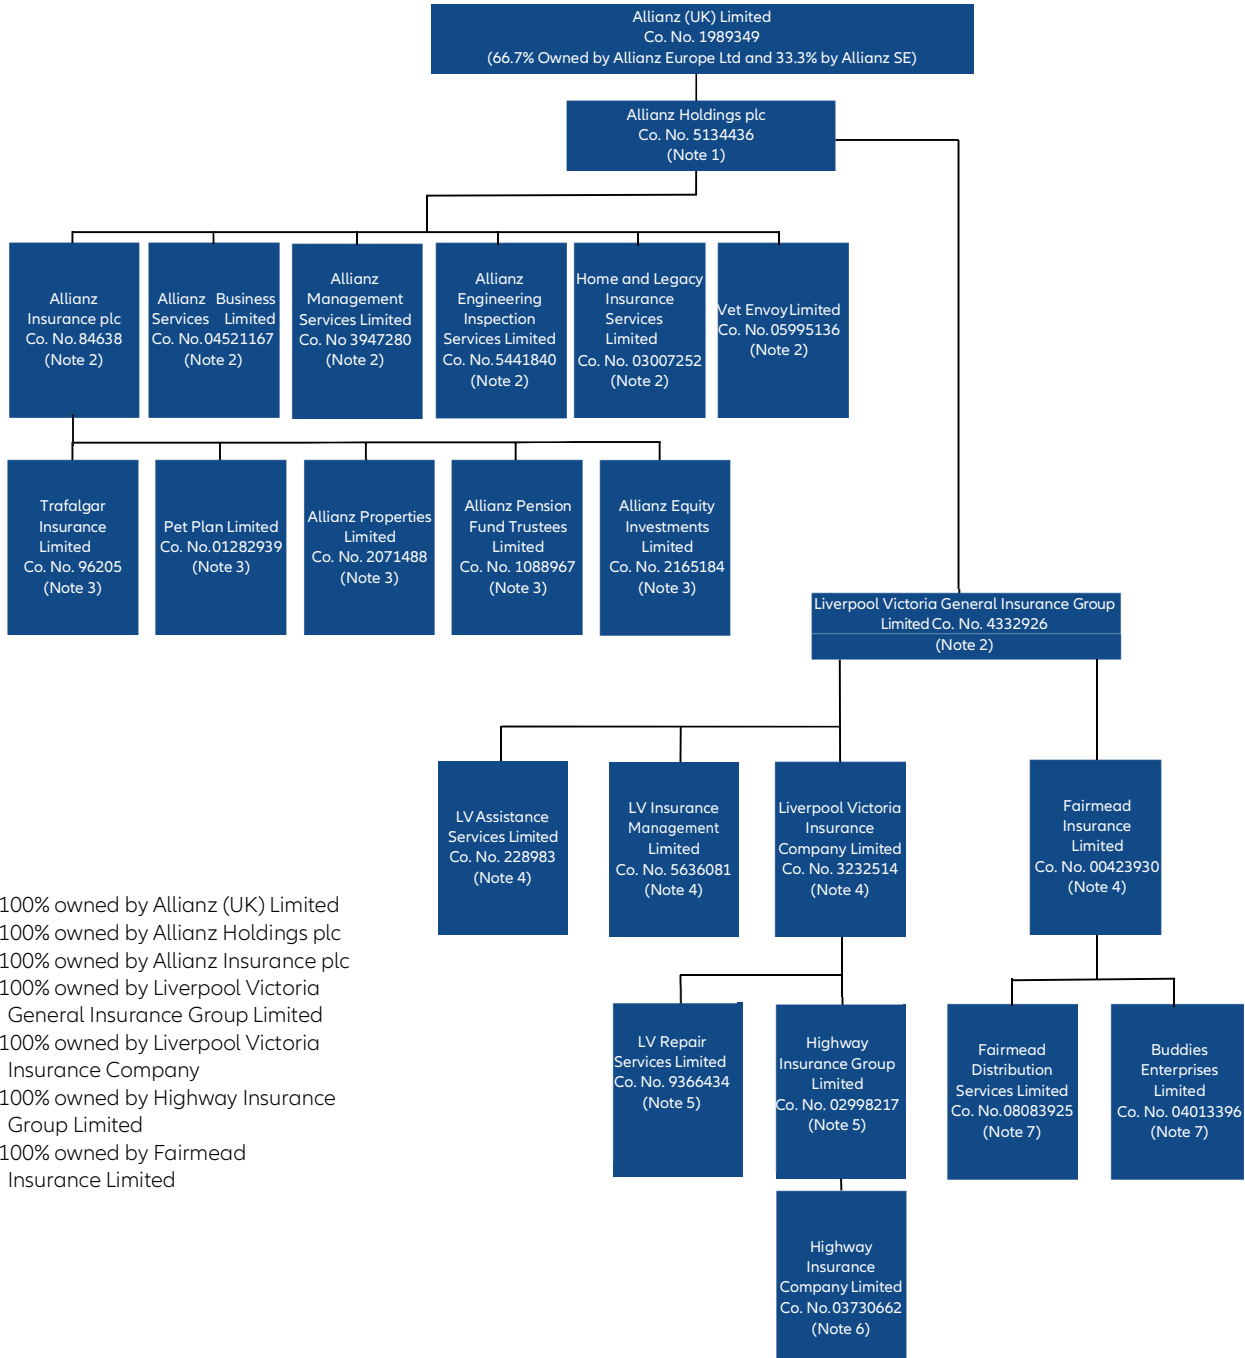 Allianz (UK) Limited
Co. No. 1989349
(66.7% Owned by Allianz Europe Ltd and 33.3% by Allianz SE)
Allianz Holdings plc
Co. No. 5134436
(Note 1)
Allianz
Insurance plc
Co. No. 84638
(Note 2)
Allianz Business
Services Limited
Co. No. 04521167
(Note 2)
Allianz
Management
Services Limited
Co. No 3947280
(Note 2)
Allianz
Engineering
Inspection
Services Limited
Co. No. 5441840
(Note 2)
Home and Legacy
Insurance
Services
Limited
Co. No. 03007252
(Note 2)
Vet Envoy Limited
Co. No. 05995136
(Note 2)
Trafalgar
Insurance
Limited
Co. No. 96205
(Note 3)
Pet Plan Limited
Co. No. 01282939
(Note 3)
Allianz Properties
Limited
Co. No. 2071488
(Note 3)
Allianz Pension
Fund Trustees
Limited
Co. No. 1088967
(Note 3)
Allianz Equity
Investments
Limited
Co. No. 2165184
(Note 3)
Liverpool Victoria General Insurance Group
Limited Co. No. 4332926
(Note 2)
LV Assistance
Services Limited
Co. No. 228983
(Note 4)
LV Insurance
Management
Limited
Co. No. 5636081
(Note 4)
Liverpool Victoria
Insurance
Company Limited
Co. No. 3232514
(Note 4)
Fairmead
Insurance
Limited
Co. No. 00423930
(Note 4)
100% owned by Allianz (UK) Limited
100% owned by Allianz Holdings plc
100% owned by Allianz Insurance plc
100% owned by Liverpool Victoria
General Insurance Group Limited
100% owned by Liverpool Victoria
Insurance Company
100% owned by Highway Insurance
Group Limited
100% owned by Fairmead
Insurance Limited
LV Repair
Services Limited
Co. No. 9366434
(Note 5)
Highway
Insurance Group
Limited
Co. No. 02998217
(Note 5)
Fairmead
Distribution
Services Limited
Co. No. 08083925
(Note 7)
Buddies
Enterprises
Limited
Co. No. 04013396
(Note 7)
Highway
Insurance
Company Limited
Co. No. 03730662
(Note 6)